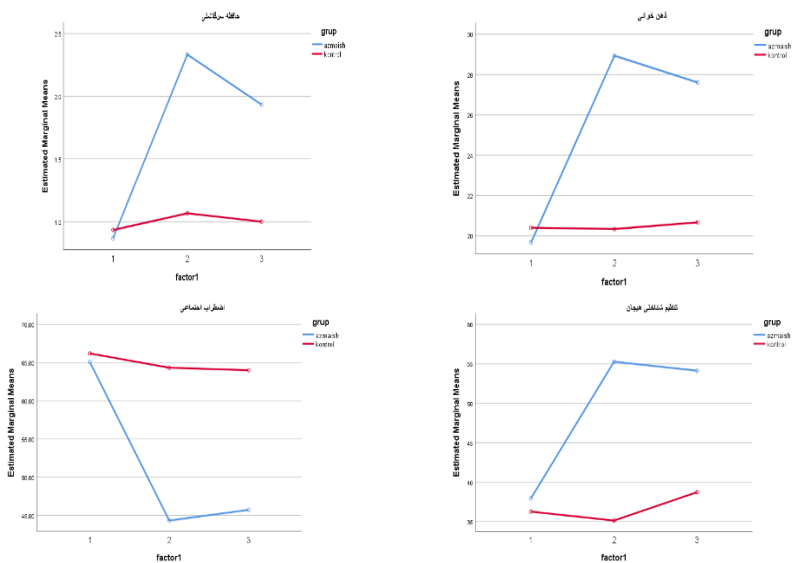 حافظه سرگذشتی
grup
azmaish
kontrol
Estimated Marginal Means
2.5
2.0
1.5
1.0
1
2
3
factor1
ذهن خوانی
grup
azmaish
kontrol
Estimated Marginal Means
30
28
26
24
22
20
1
2
3
factor1
اضطراب اجتماعی
grup
azmaish
kontrol
Estimated Marginal Means
70.00
65.00
60.00
55.00
50.00
45.00
1
2
3
factor1
تنظیم شناختی هیجان
grup
azmaish
kontrol
Estimated Marginal Means
60
55
50
45
40
35
1
2
3
factor1